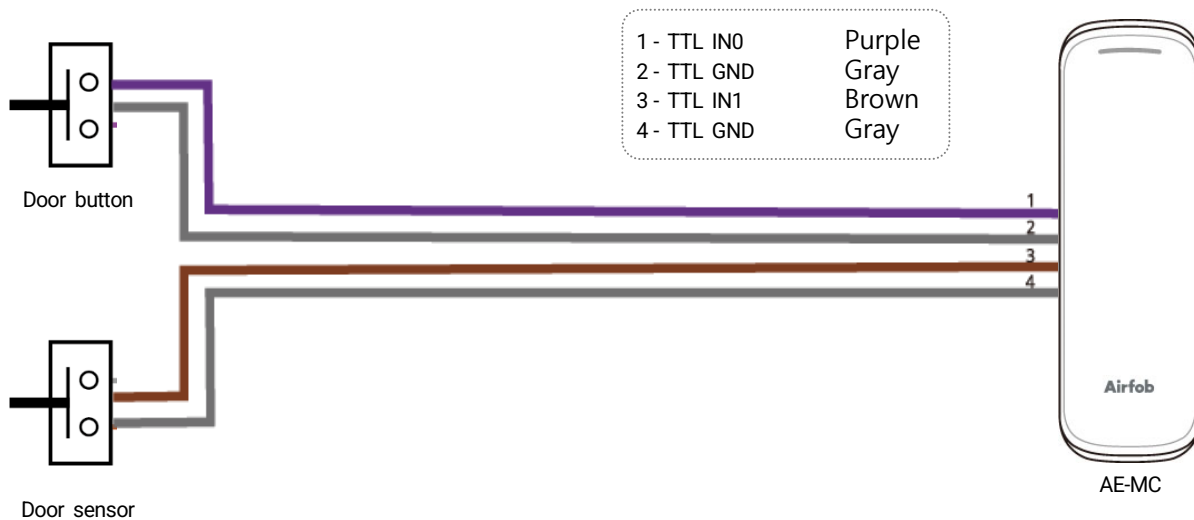 1 - TTL IN0 Purple
2 - TTL GND Gray
3 - TTL IN1 Brown
4 - TTL GND Gray
Door button
1
2
3
4
Airfob
AE-MC
Door sensor